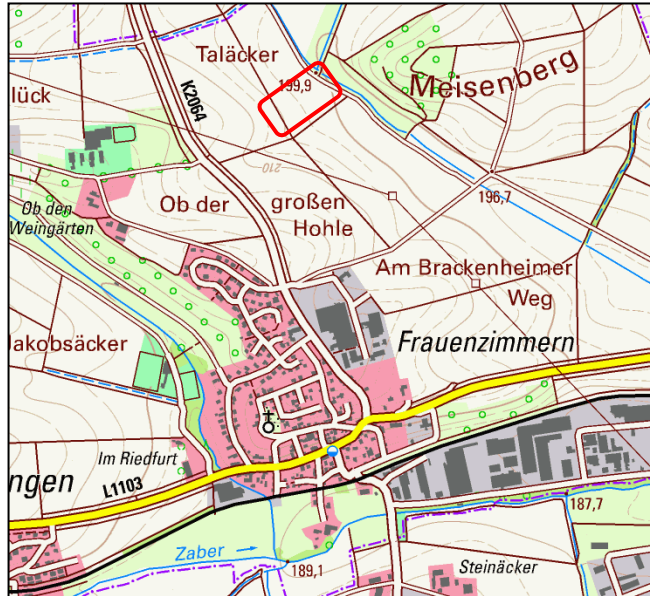 Taläcker
199,9
Meisenberg
lück
K2064
210
196,7
Ob den
Weingärten
Ob der
großen
Hohle
Am Brackenheimer
Weg
Jakobsäcker
Frauenzimmern
Im Riedfurt
ngen
L1103
187,7
Zaber
189,1
Steinäcker